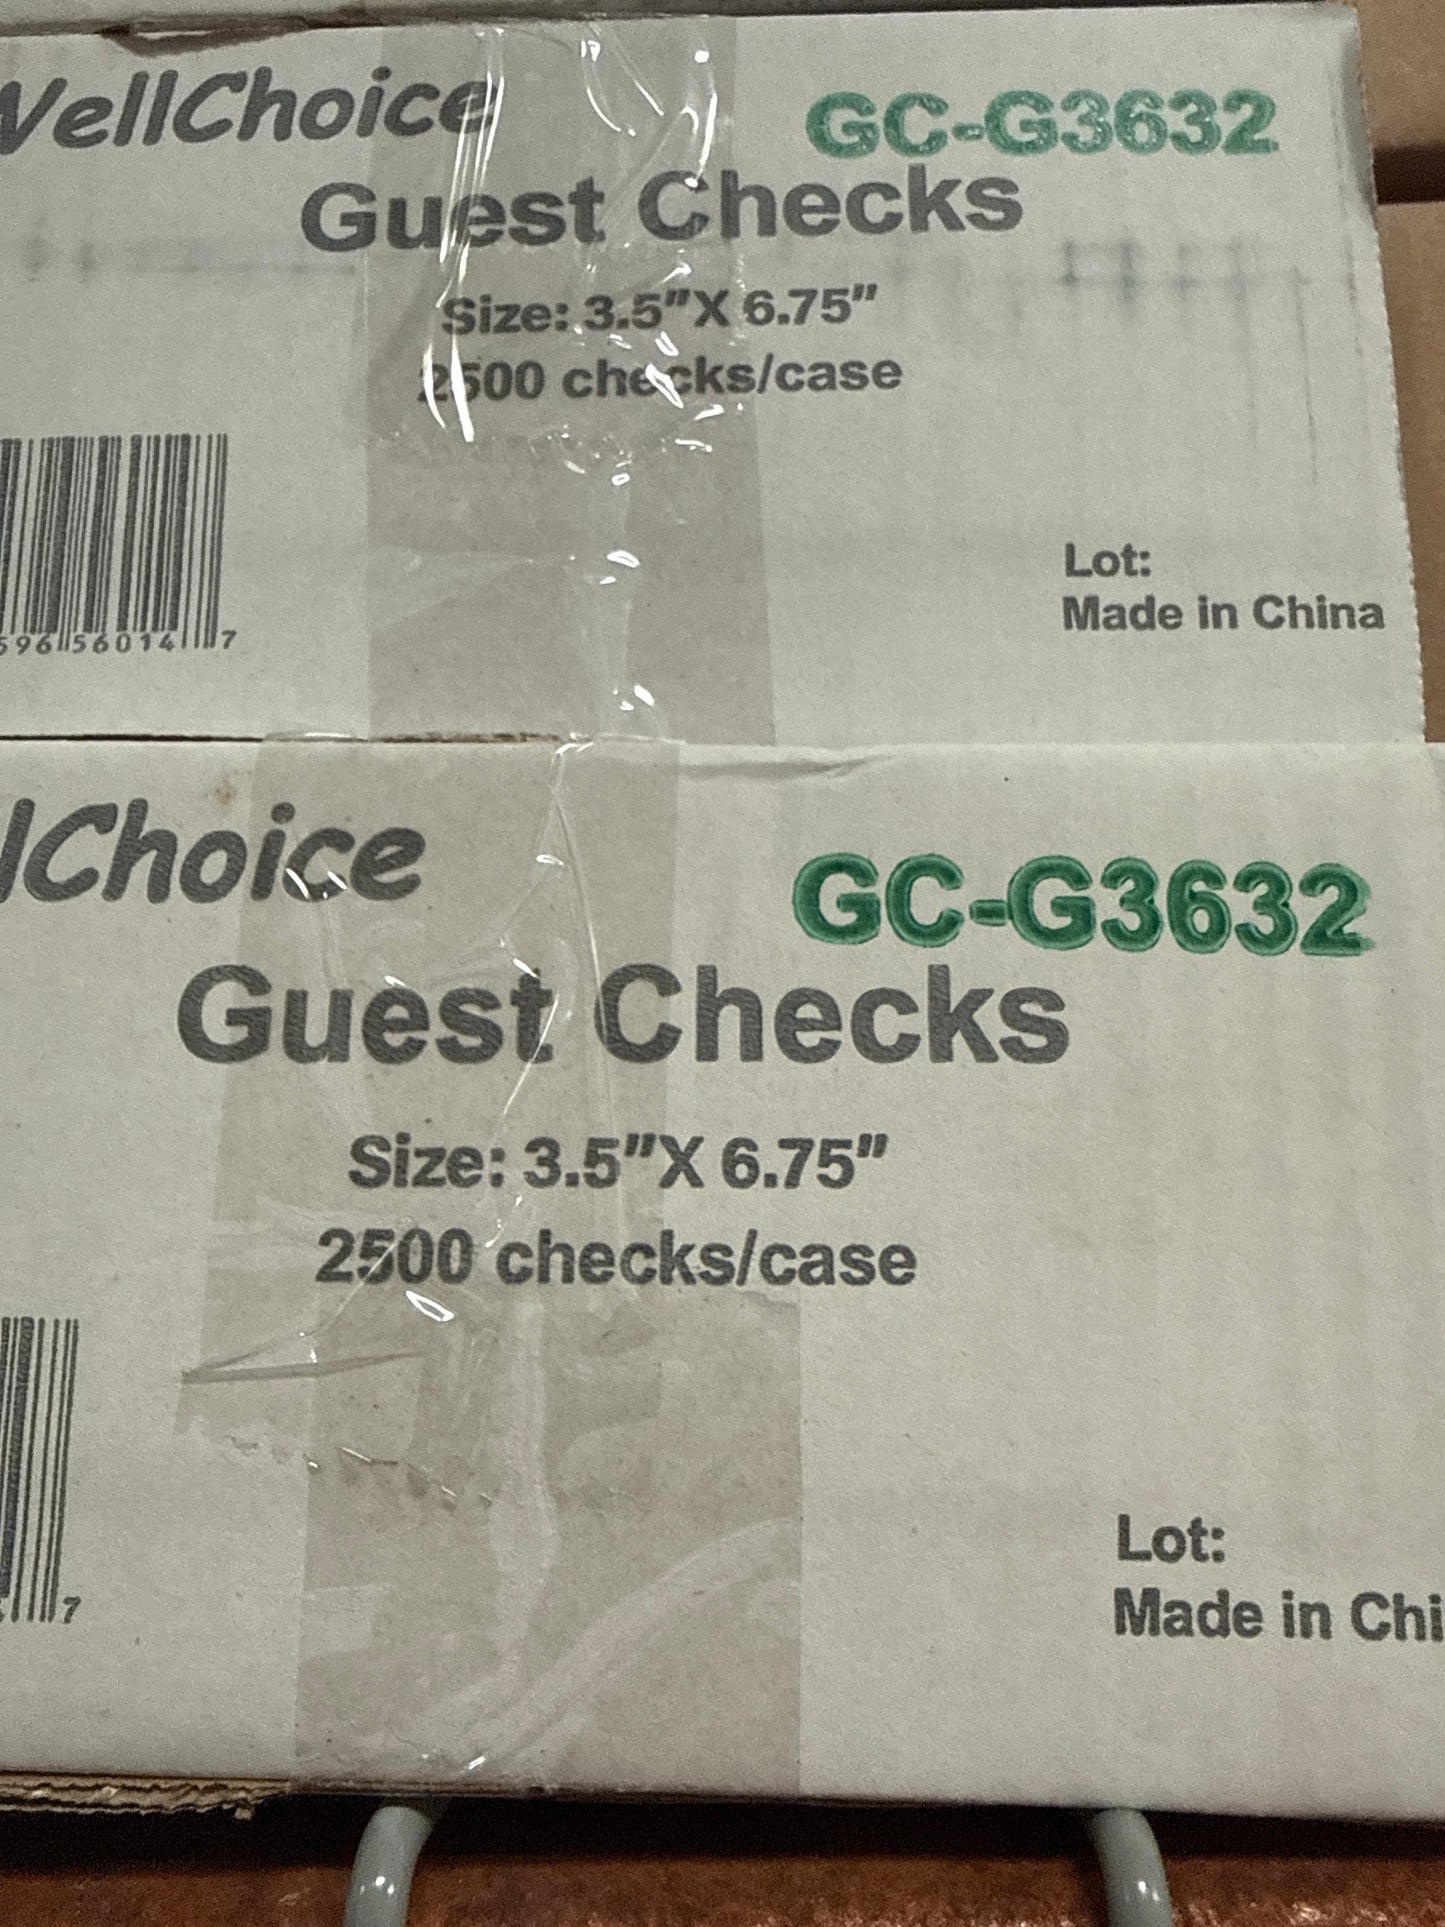 WellChoice
GC-G3632
Guest Checks
Size: 3.5"X 6.75"
2500 checks/case
596 56014 7
Lot:
Made in China
lChoice
GC-G3632
Guest Checks
Size: 3.5"X 6.75"
2500 checks/case
7
Lot:
Made in Chi